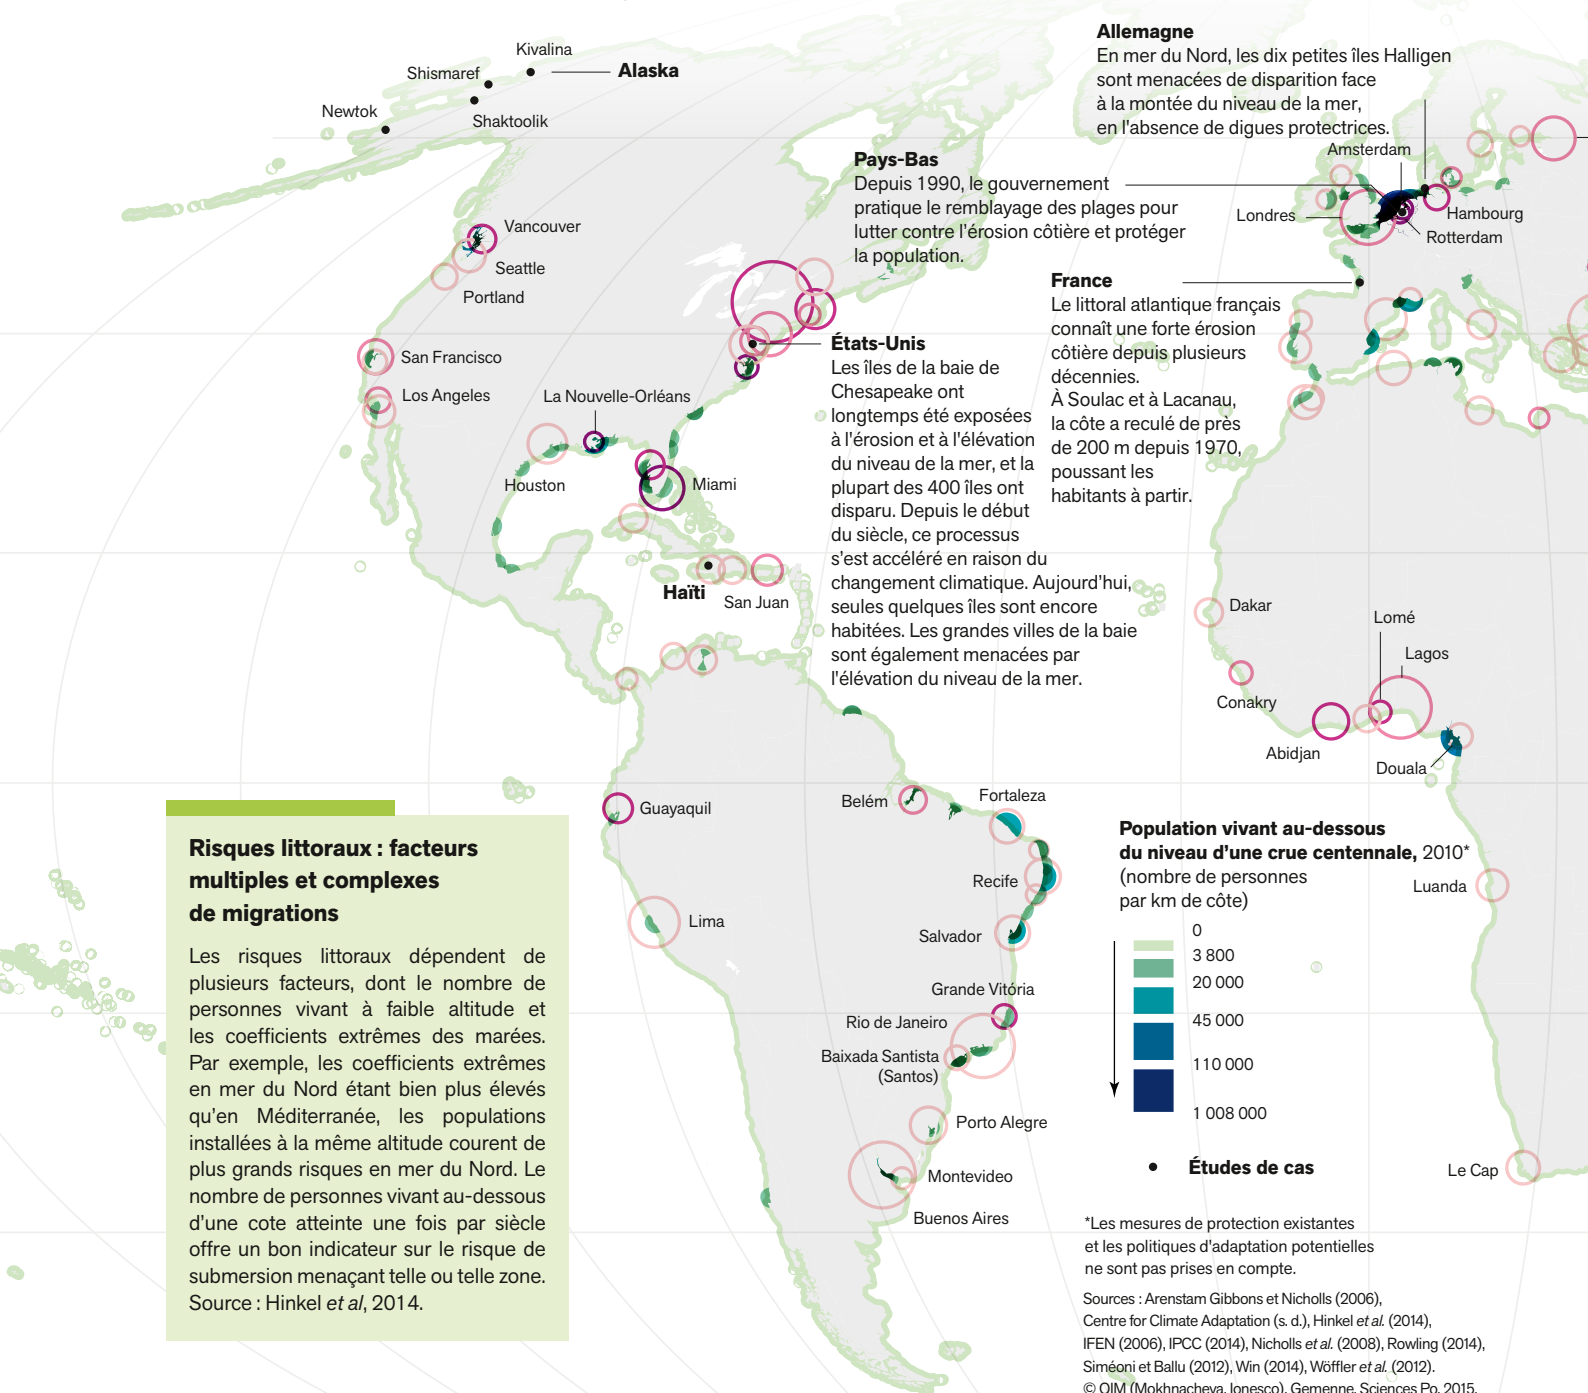 Kivalina
Shismaref
Alaska
Newtok
Shaktoolik
Allemagne
En mer du Nord, les dix petites îles Halligen
sont menacées de disparition face
à la montée du niveau de la mer,
en l'absence de digues protectrices.
Amsterdam
Pays-Bas
Depuis 1990, le gouvernement
pratique le remblayage des plages pour
lutter contre l'érosion côtière et protéger
la population.
Londres
Hambourg
Rotterdam
Vancouver
Seattle
Portland
France
Le littoral atlantique français
connaît une forte érosion
côtière depuis plusieurs
décennies.
À Soulac et à Lacanau,
la côte a reculé de près
de 200 m depuis 1970,
poussant les
habitants à partir.
San Francisco
Los Angeles
La Nouvelle-Orléans
Houston
Miami
États-Unis
Les îles de la baie de
Chesapeake ont
longtemps été exposées
à l'érosion et à l'élévation
du niveau de la mer, et la
plupart des 400 îles ont
disparu. Depuis le début
du siècle, ce processus
s'est accéléré en raison du
changement climatique. Aujourd'hui,
seules quelques îles sont encore
habitées. Les grandes villes de la baie
sont également menacées par
l'élévation du niveau de la mer.
Haïti
San Juan
Dakar
Lomé
Lagos
Conakry
Abidjan
Douala
Guayaquil
Belém
Fortaleza
Recife
Lima
Salvador
Grande Vitória
Rio de Janeiro
Baixada Santista
(Santos)
Porto Alegre
Montevideo
Buenos Aires
Luanda
Le Cap
Risques littoraux : facteurs
multiples et complexes
de migrations
Les risques littoraux dépendent de
plusieurs facteurs, dont le nombre de
personnes vivant à faible altitude et
les coefficients extrêmes des marées.
Par exemple, les coefficients extrêmes
en mer du Nord étant bien plus élevés
qu'en Méditerranée, les populations
installées à la même altitude courent de
plus grands risques en mer du Nord. Le
nombre de personnes vivant au-dessous
d'une cote atteinte une fois par siècle
offre un bon indicateur sur le risque de
submersion menaçant telle ou telle zone.
Source : Hinkel et al, 2014.
Population vivant au-dessous
du niveau d'une crue centennale, 2010*
(nombre de personnes
par km de côte)
0
3 800
20 000
45 000
110 000
1 008 000
Études de cas
*Les mesures de protection existantes
et les politiques d'adaptation potentielles
ne sont pas prises en compte.
Sources : Arenstam Gibbons et Nicholls (2006),
Centre for Climate Adaptation (s. d.), Hinkel et al. (2014),
IFEN (2006), IPCC (2014), Nicholls et al. (2008), Rowling (2014),
Siméoni et Ballu (2012), Win (2014), Wöffler et al. (2012).
© OIM (Mokhnacheva, Ionesco), Gemenne, Sciences Po, 2015.